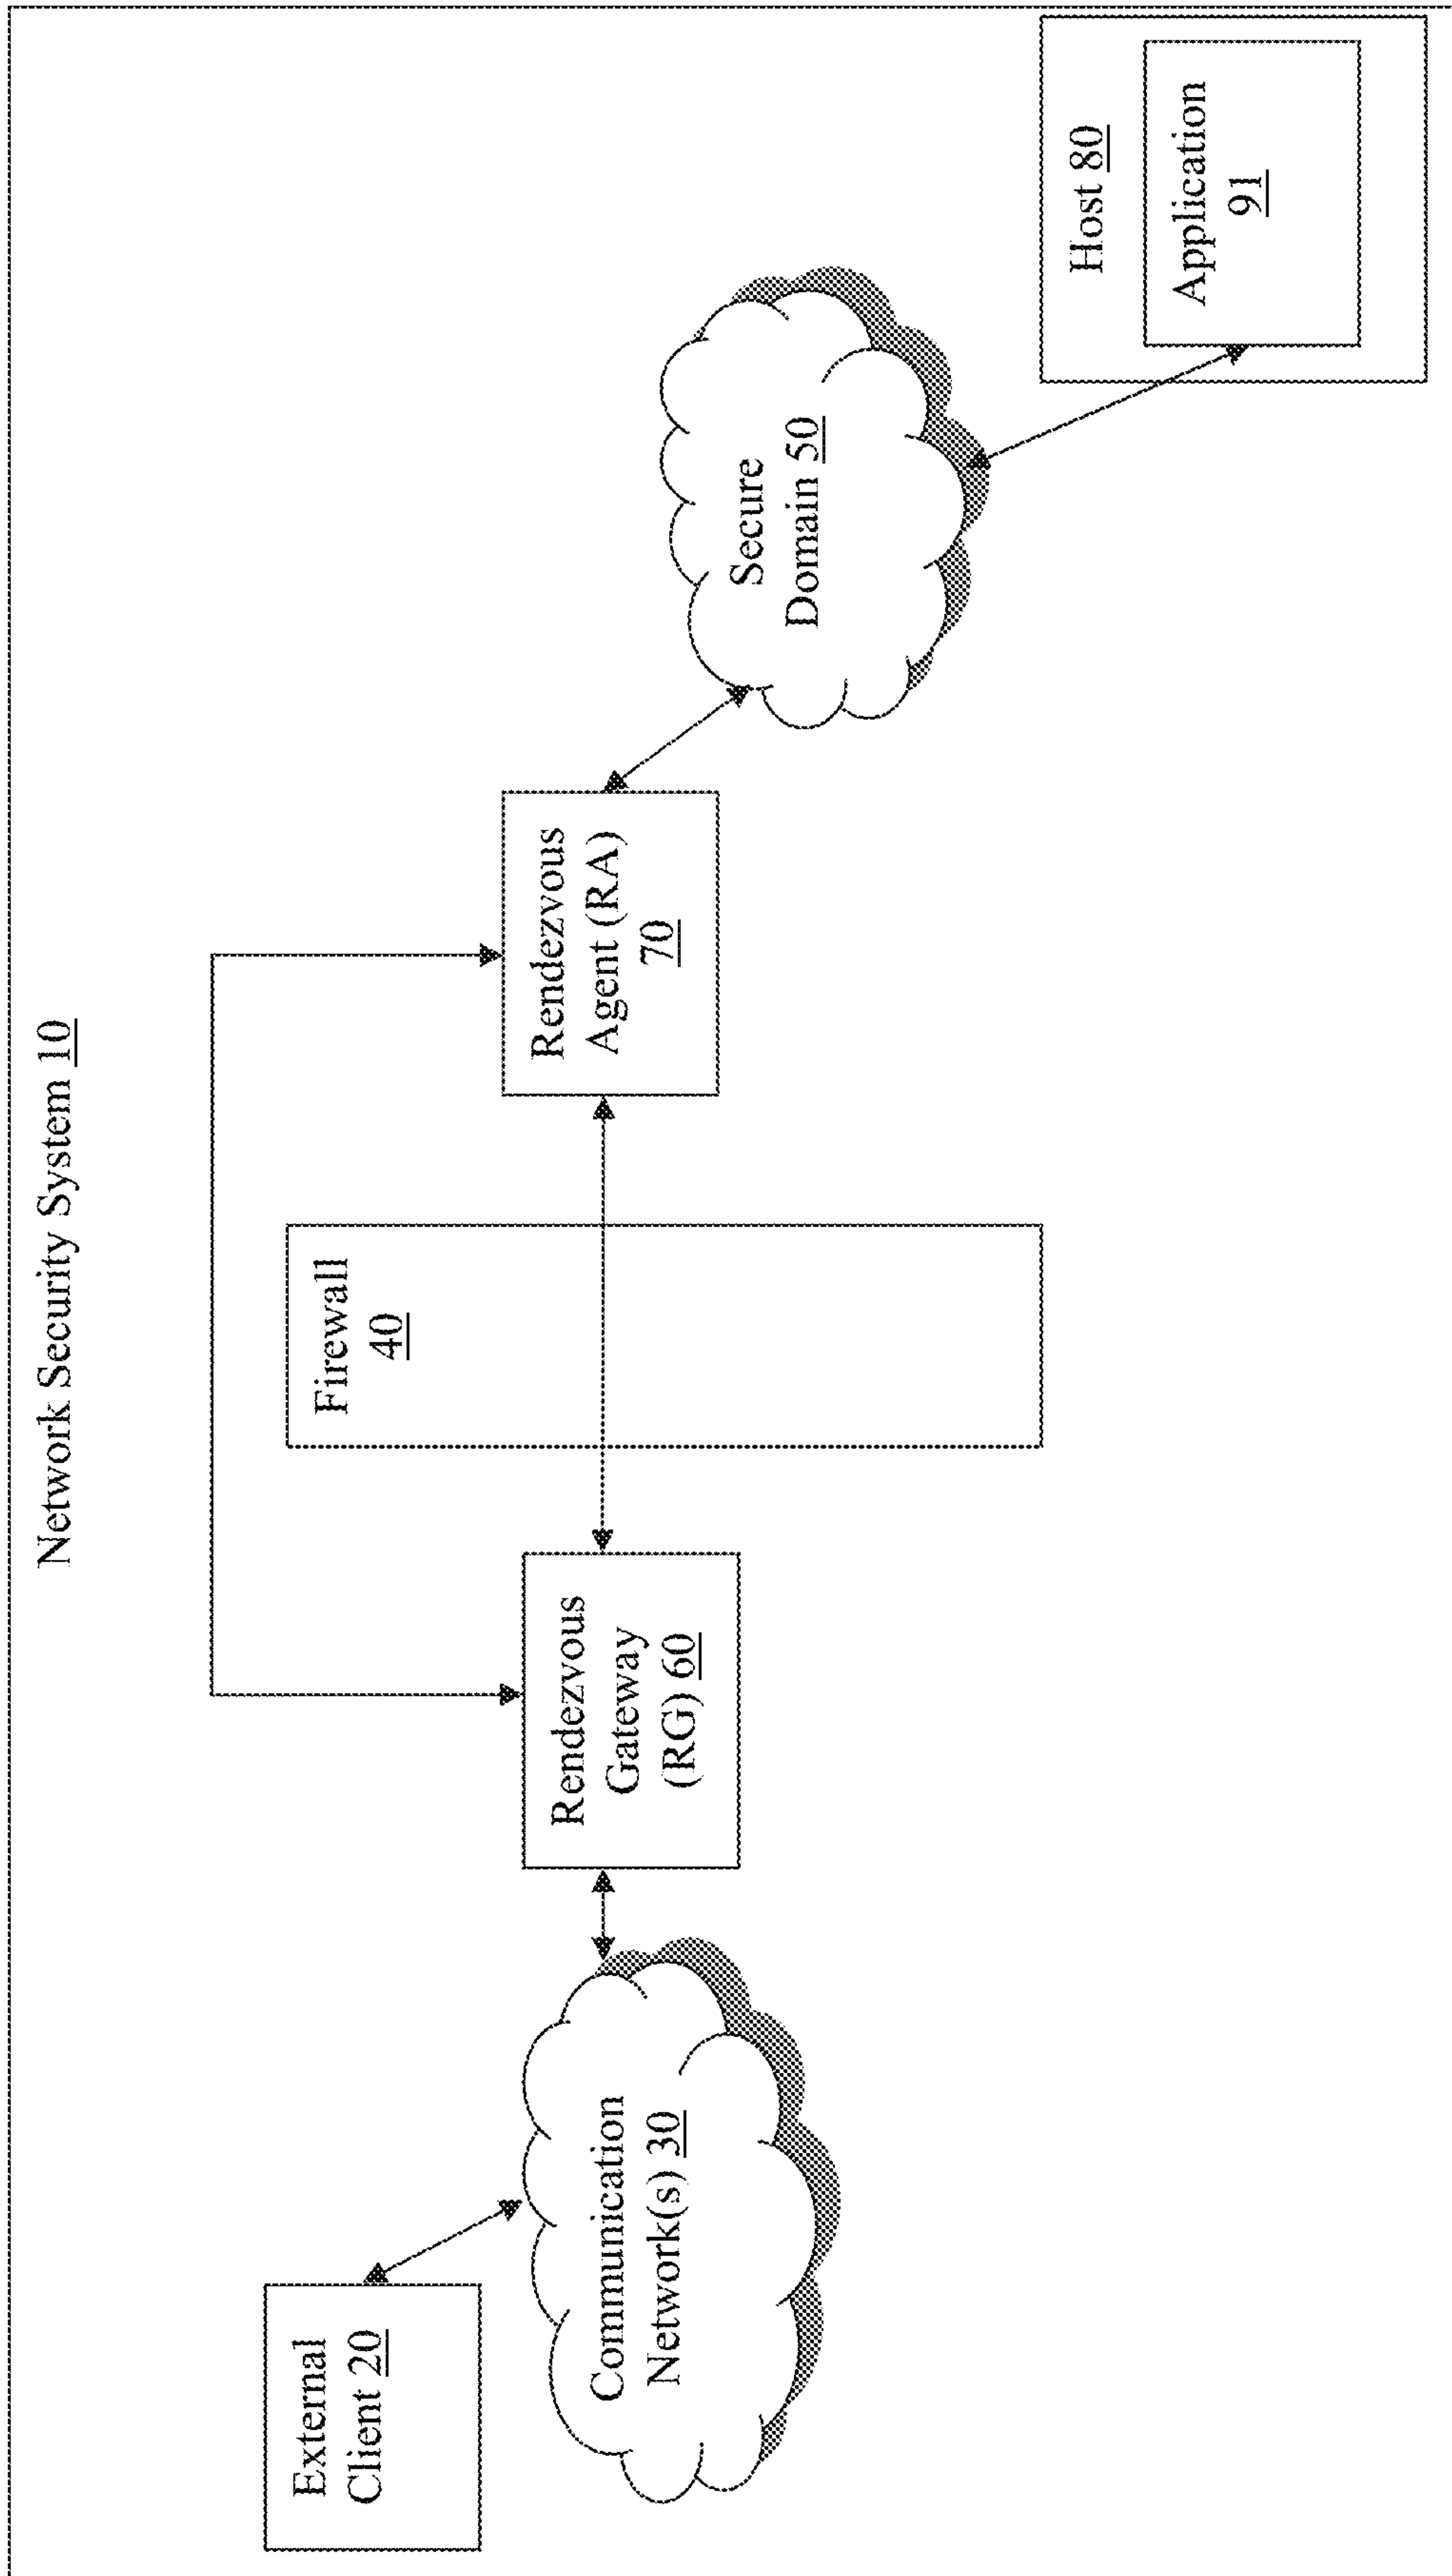 Network Security System 10
External
Client 20
Communication
Network(s) 30
Rendezvous
Gateway
(RG) 60
Firewall
40
Rendezvous
Agent (RA)
70
Secure
Domain 50
Host 80
Application
91